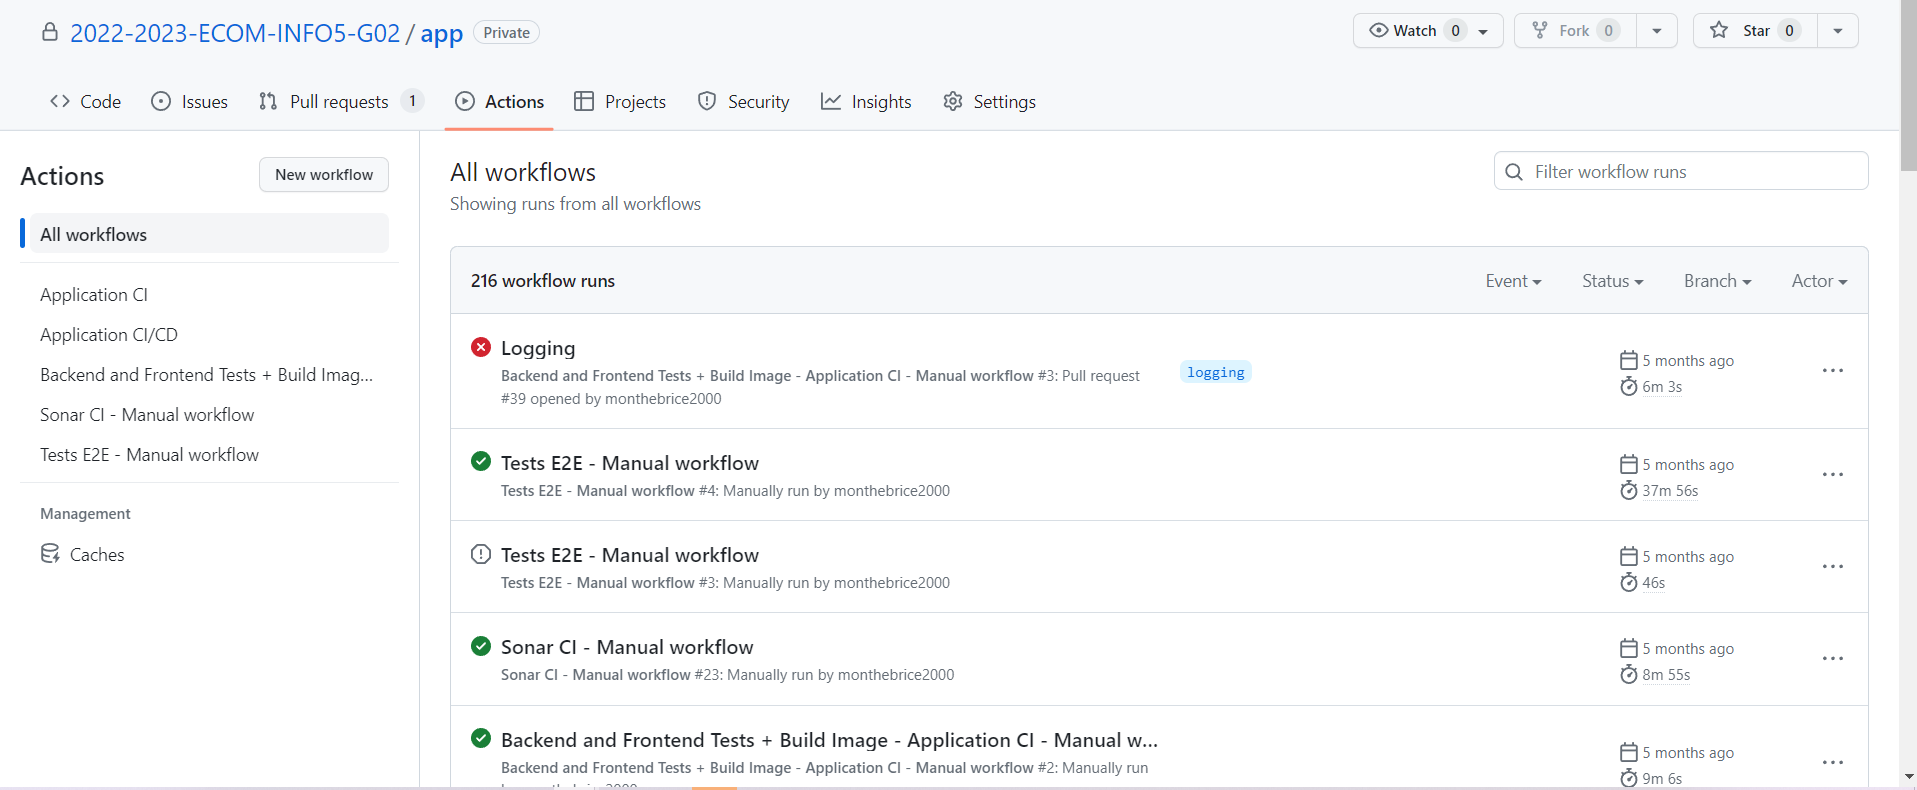 2022-2023-ECOM-INFO5-G02 / app Private
Watch 0 Fork 0 Star 0
Code Issues Pull requests 1 Actions Projects Security Insights Settings
Actions
New workflow
All workflows
Application CI
Application CI/CD
Backend and Frontend Tests + Build Imag...
Sonar CI - Manual workflow
Tests E2E - Manual workflow
Management
Caches
All workflows
Showing runs from all workflows
Filter workflow runs
216 workflow runs
Event Status Branch Actor
Logging
Backend and Frontend Tests + Build Image - Application CI - Manual workflow #3: Pull request
#39 opened by monthebrice2000
logging
5 months ago
6m 3s
Tests E2E - Manual workflow
Tests E2E - Manual workflow #4: Manually run by monthebrice2000
5 months ago
37m 56s
Tests E2E - Manual workflow
Tests E2E - Manual workflow #3: Manually run by monthebrice2000
5 months ago
46s
Sonar CI - Manual workflow
Sonar CI - Manual workflow #23: Manually run by monthebrice2000
5 months ago
8m 55s
Backend and Frontend Tests + Build Image - Application CI - Manual w...
Backend and Frontend Tests + Build Image - Application CI - Manual workflow #2: Manually run
5 months ago
9m 6s